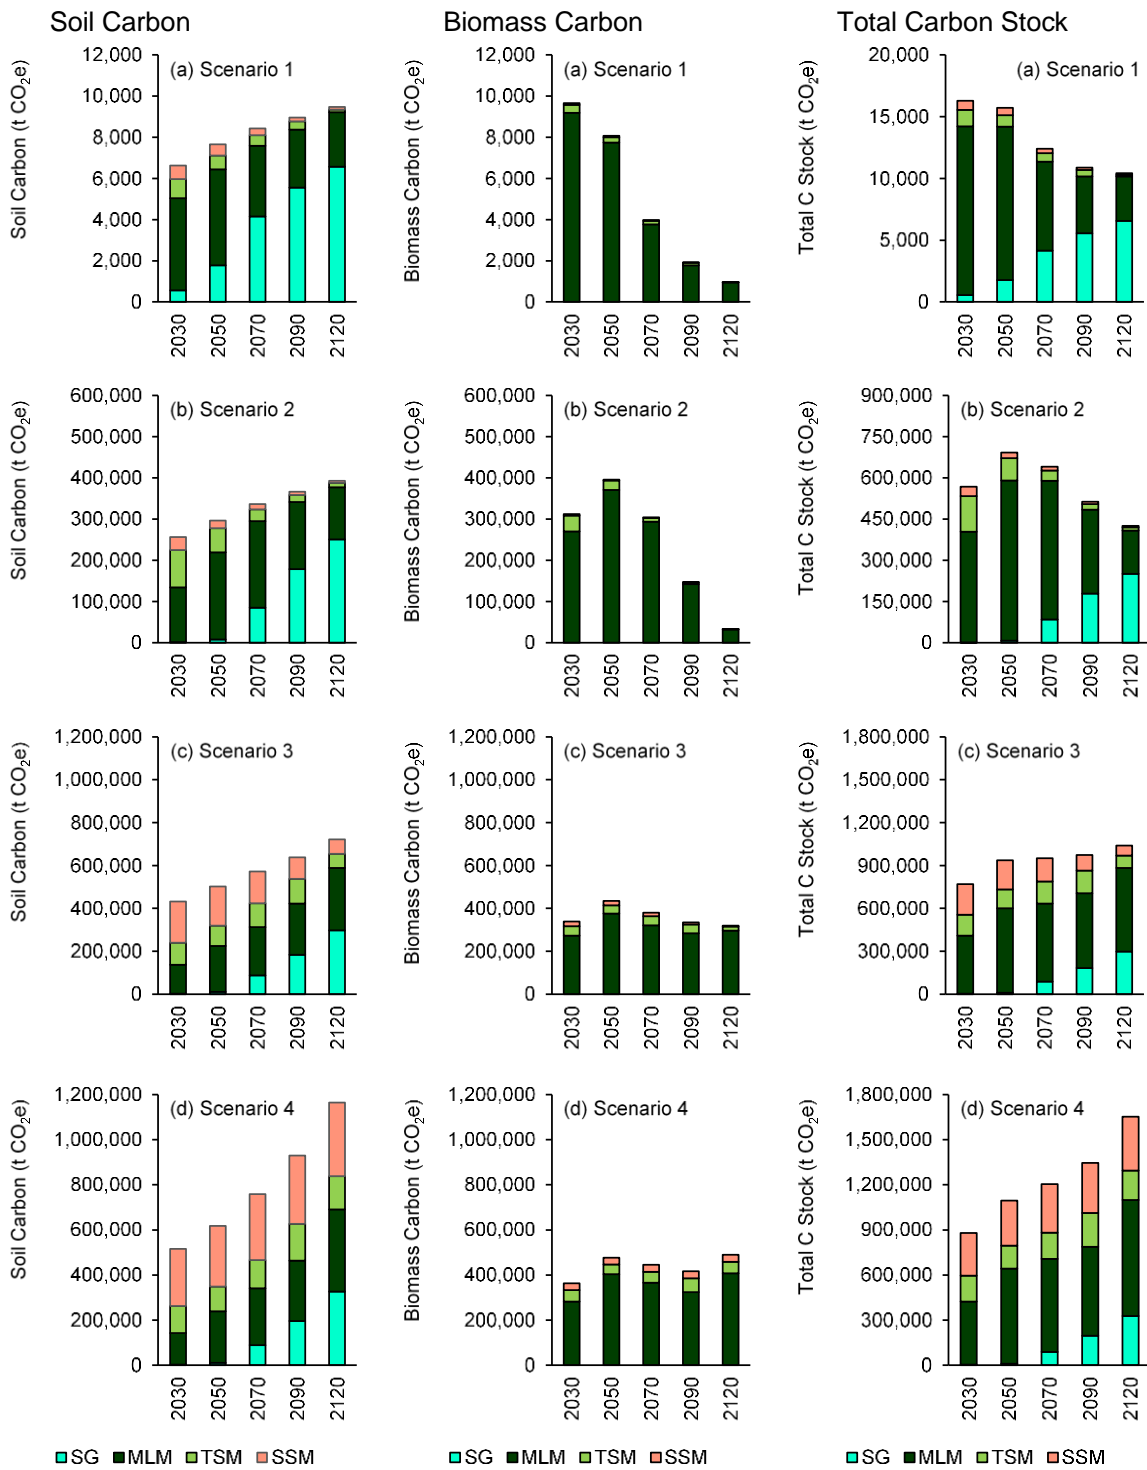 Soil Carbon
Biomass Carbon
Total Carbon Stock
Soil Carbon (t CO₂e)
12,000
10,000
8,000
6,000
4,000
2,000
0
(a) Scenario 1
2030 2050 2070 2090 2120
Biomass Carbon (t CO₂e)
12,000
10,000
8,000
6,000
4,000
2,000
0
(a) Scenario 1
2030 2050 2070 2090 2120
Total C Stock (t CO₂e)
20,000
15,000
10,000
5,000
0
(a) Scenario 1
2030 2050 2070 2090 2120
Soil Carbon (t CO₂e)
600,000
500,000
400,000
300,000
200,000
100,000
0
(b) Scenario 2
2030 2050 2070 2090 2120
Biomass Carbon (t CO₂e)
600,000
500,000
400,000
300,000
200,000
100,000
0
(b) Scenario 2
2030 2050 2070 2090 2120
Total C Stock (t CO₂e)
900,000
750,000
600,000
450,000
300,000
150,000
0
(b) Scenario 2
2030 2050 2070 2090 2120
Soil Carbon (t CO₂e)
1,200,000
1,000,000
800,000
600,000
400,000
200,000
0
(c) Scenario 3
2030 2050 2070 2090 2120
Biomass Carbon (t CO₂e)
1,200,000
1,000,000
800,000
600,000
400,000
200,000
0
(c) Scenario 3
2030 2050 2070 2090 2120
Total C Stock (t CO₂e)
1,800,000
1,500,000
1,200,000
900,000
600,000
300,000
0
(c) Scenario 3
2030 2050 2070 2090 2120
Soil Carbon (t CO₂e)
1,200,000
1,000,000
800,000
600,000
400,000
200,000
0
(d) Scenario 4
2030 2050 2070 2090 2120
Biomass Carbon (t CO₂e)
1,200,000
1,000,000
800,000
600,000
400,000
200,000
0
(d) Scenario 4
2030 2050 2070 2090 2120
Total C Stock (t CO₂e)
1,800,000
1,500,000
1,200,000
900,000
600,000
300,000
0
(d) Scenario 4
2030 2050 2070 2090 2120
SG MLM TSM SSM
SG MLM TSM SSM
SG MLM TSM SSM